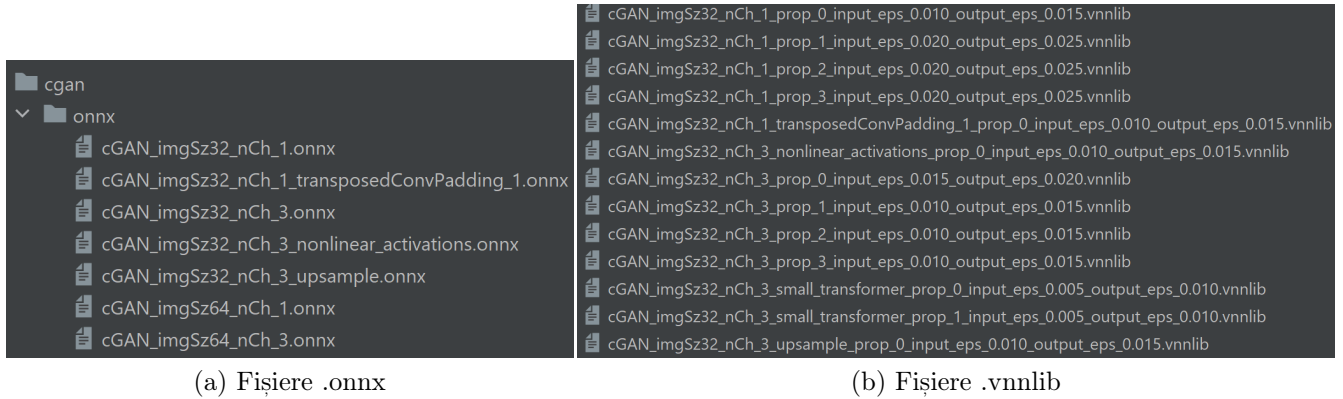 cgan
onnx
cGAN_imgSz32_nCh_1.onnx
cGAN_imgSz32_nCh_1_transposedConvPadding_1.onnx
cGAN_imgSz32_nCh_3.onnx
cGAN_imgSz32_nCh_3_nonlinear_activations.onnx
cGAN_imgSz32_nCh_3_upsample.onnx
cGAN_imgSz64_nCh_1.onnx
cGAN_imgSz64_nCh_3.onnx
(a) Fișiere .onnx
cGAN_imgSz32_nCh_1_prop_0_input_eps_0.010_output_eps_0.015.vnnlib
cGAN_imgSz32_nCh_1_prop_1_input_eps_0.020_output_eps_0.025.vnnlib
cGAN_imgSz32_nCh_1_prop_2_input_eps_0.020_output_eps_0.025.vnnlib
cGAN_imgSz32_nCh_1_prop_3_input_eps_0.020_output_eps_0.025.vnnlib
cGAN_imgSz32_nCh_1_transposedConvPadding_1_prop_0_input_eps_0.010_output_eps_0.015.vnnlib
cGAN_imgSz32_nCh_3_nonlinear_activations_prop_0_input_eps_0.010_output_eps_0.015.vnnlib
cGAN_imgSz32_nCh_3_prop_0_input_eps_0.015_output_eps_0.020.vnnlib
cGAN_imgSz32_nCh_3_prop_1_input_eps_0.010_output_eps_0.015.vnnlib
cGAN_imgSz32_nCh_3_prop_2_input_eps_0.010_output_eps_0.015.vnnlib
cGAN_imgSz32_nCh_3_prop_3_input_eps_0.010_output_eps_0.015.vnnlib
cGAN_imgSz32_nCh_3_small_transformer_prop_0_input_eps_0.005_output_eps_0.010.vnnlib
cGAN_imgSz32_nCh_3_small_transformer_prop_1_input_eps_0.005_output_eps_0.010.vnnlib
cGAN_imgSz32_nCh_3_upsample_prop_0_input_eps_0.010_output_eps_0.015.vnnlib
(b) Fișiere .vnnlib